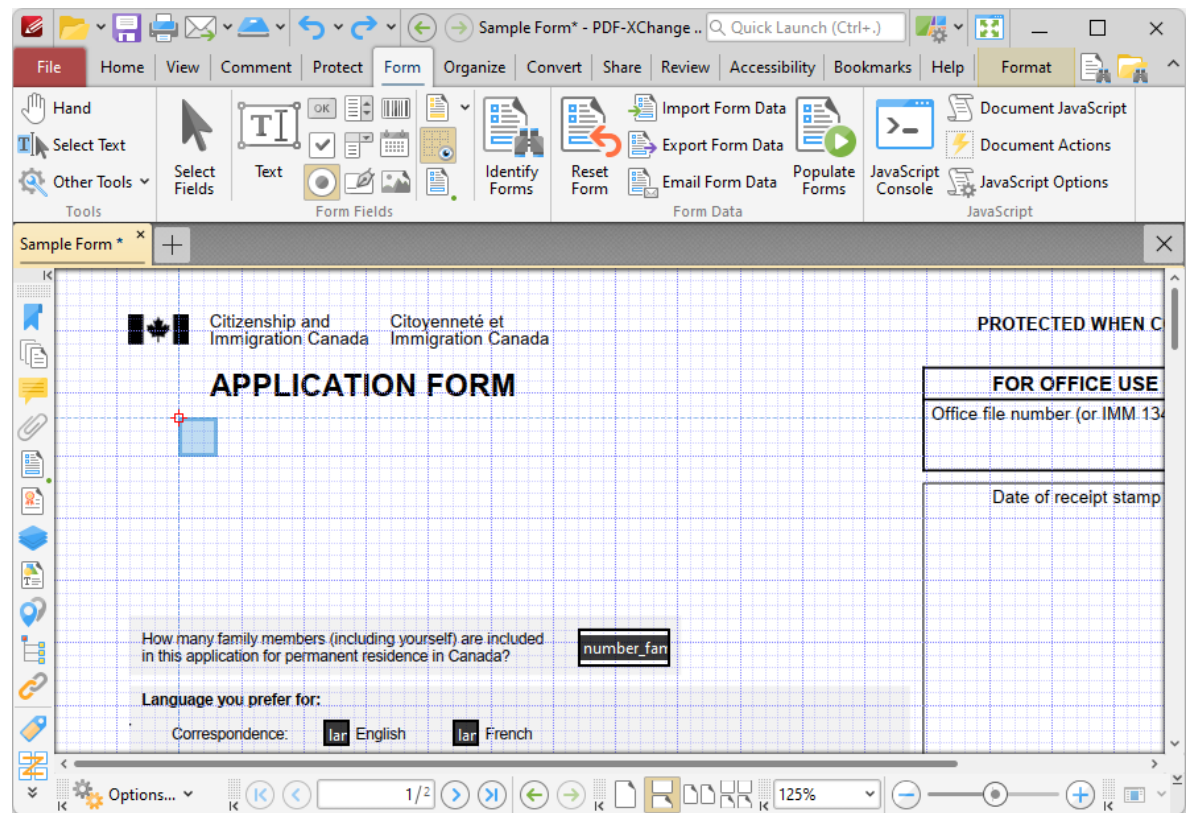 Sample Form* - PDF-XChange .. Quick Launch (Ctrl+.)
File Home View Comment Protect Form Organize Convert Share Review Accessibility Bookmarks Help Format
Hand
Select Text
Other Tools
Tools
Select Fields
Text
OK
Form Fields
Identify Forms
Reset Form
Import Form Data
Export Form Data
Email Form Data
Populate Forms
Form Data
JavaScript Console
Document JavaScript
Document Actions
JavaScript Options
JavaScript
Sample Form *
Citizenship and Citoyenneté et
Immigration Canada Immigration Canada
PROTECTED WHEN C
APPLICATION FORM
FOR OFFICE USE
Office file number (or IMM 134
Date of receipt stamp
How many family members (including yourself) are included
in this application for permanent residence in Canada?
number_fam
Language you prefer for:
Correspondence: lar English lar French
Options... 1/2 125%